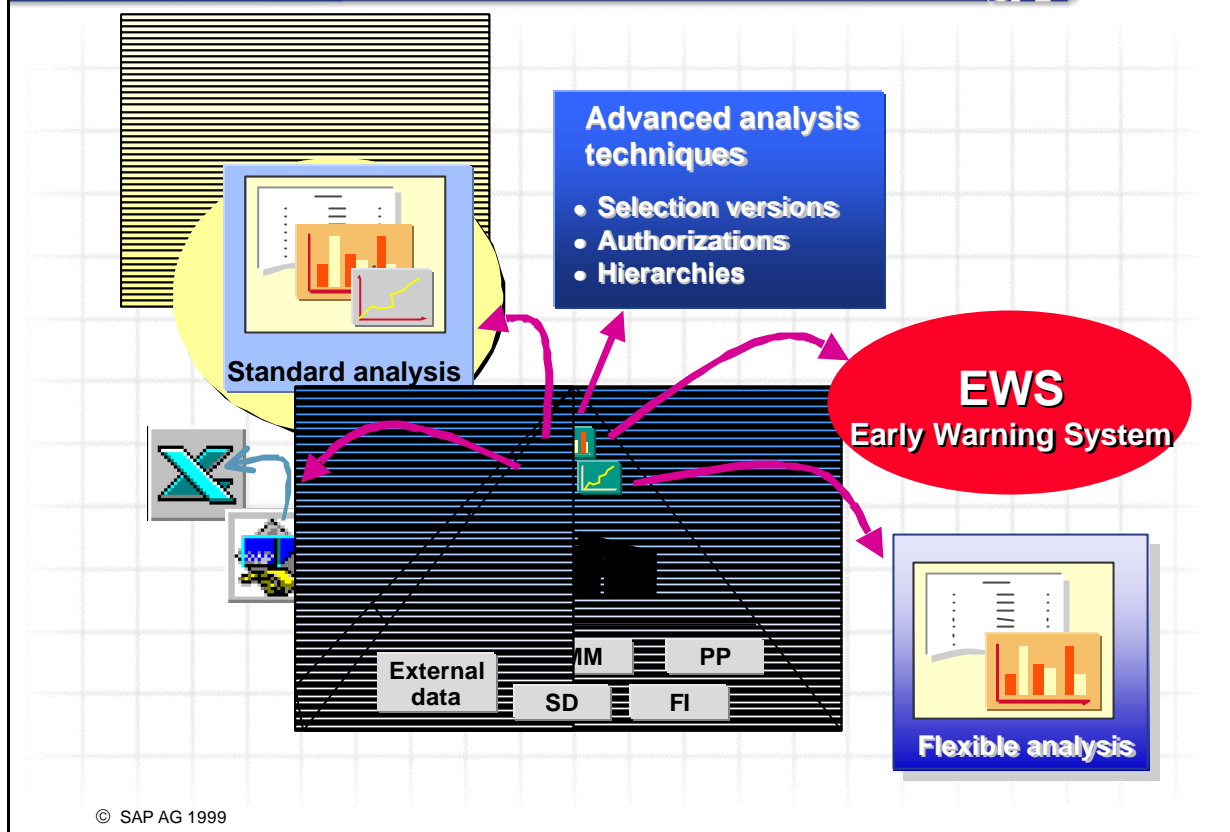 Advanced analysis
techniques
• Selection versions
• Authorizations
• Hierarchies
Standard analysis
EWS
Early Warning System
External
data
MM
PP
SD
FI
Flexible analysis
© SAP AG 1999